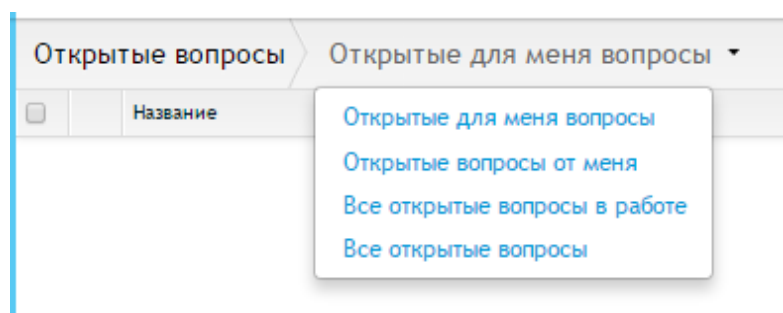 Открытые вопросы Открытые для меня вопросы
Название
Открытые для меня вопросы
Открытые вопросы от меня
Все открытые вопросы в работе
Все открытые вопросы